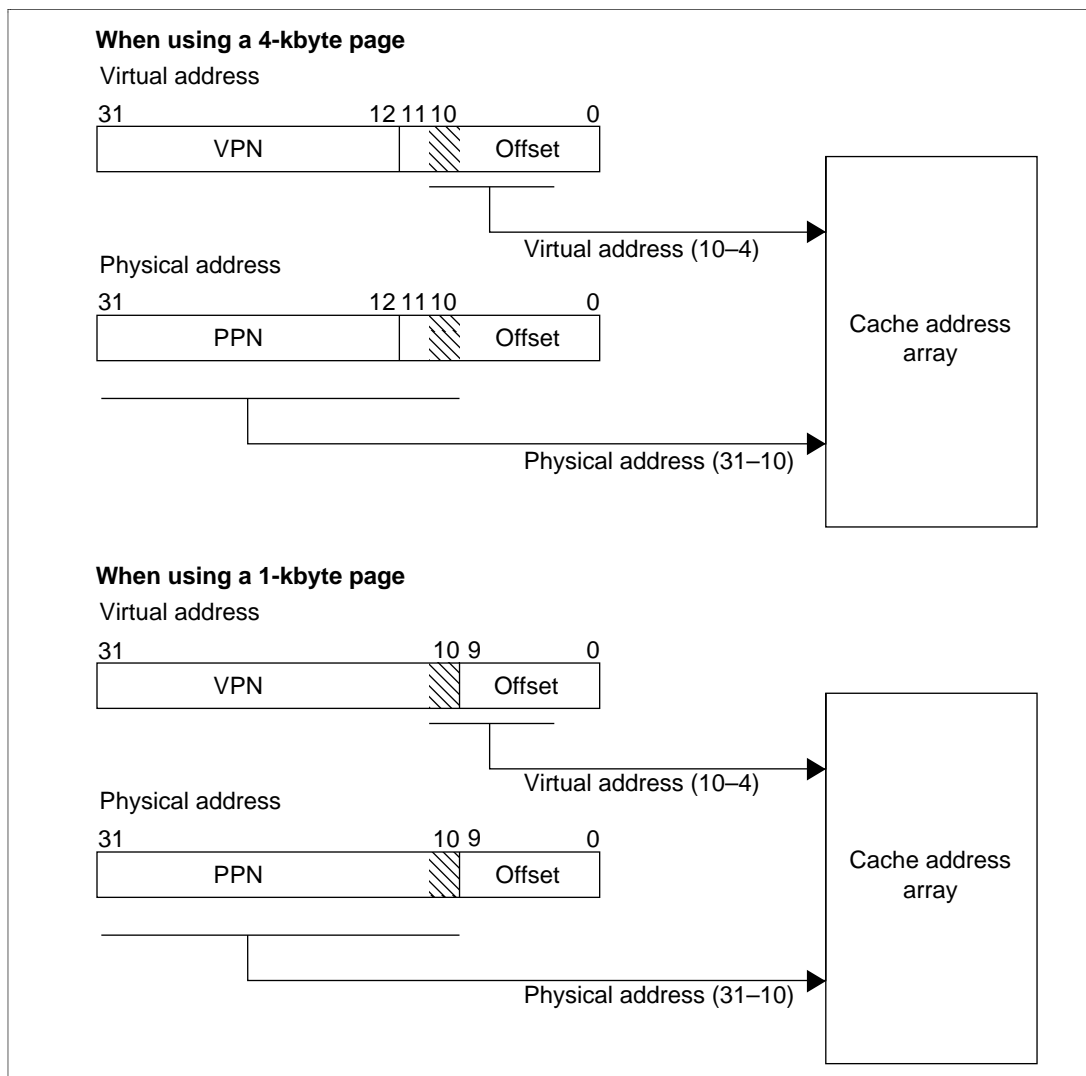 When using a 4-kbyte page
Virtual address
31 12 11 10 0
VPN Offset
Virtual address (10–4)
Physical address
31 12 11 10 0
PPN Offset
Cache address
array
Physical address (31–10)
When using a 1-kbyte page
Virtual address
31 10 9 0
VPN Offset
Virtual address (10–4)
Physical address
31 10 9 0
PPN Offset
Cache address
array
Physical address (31–10)